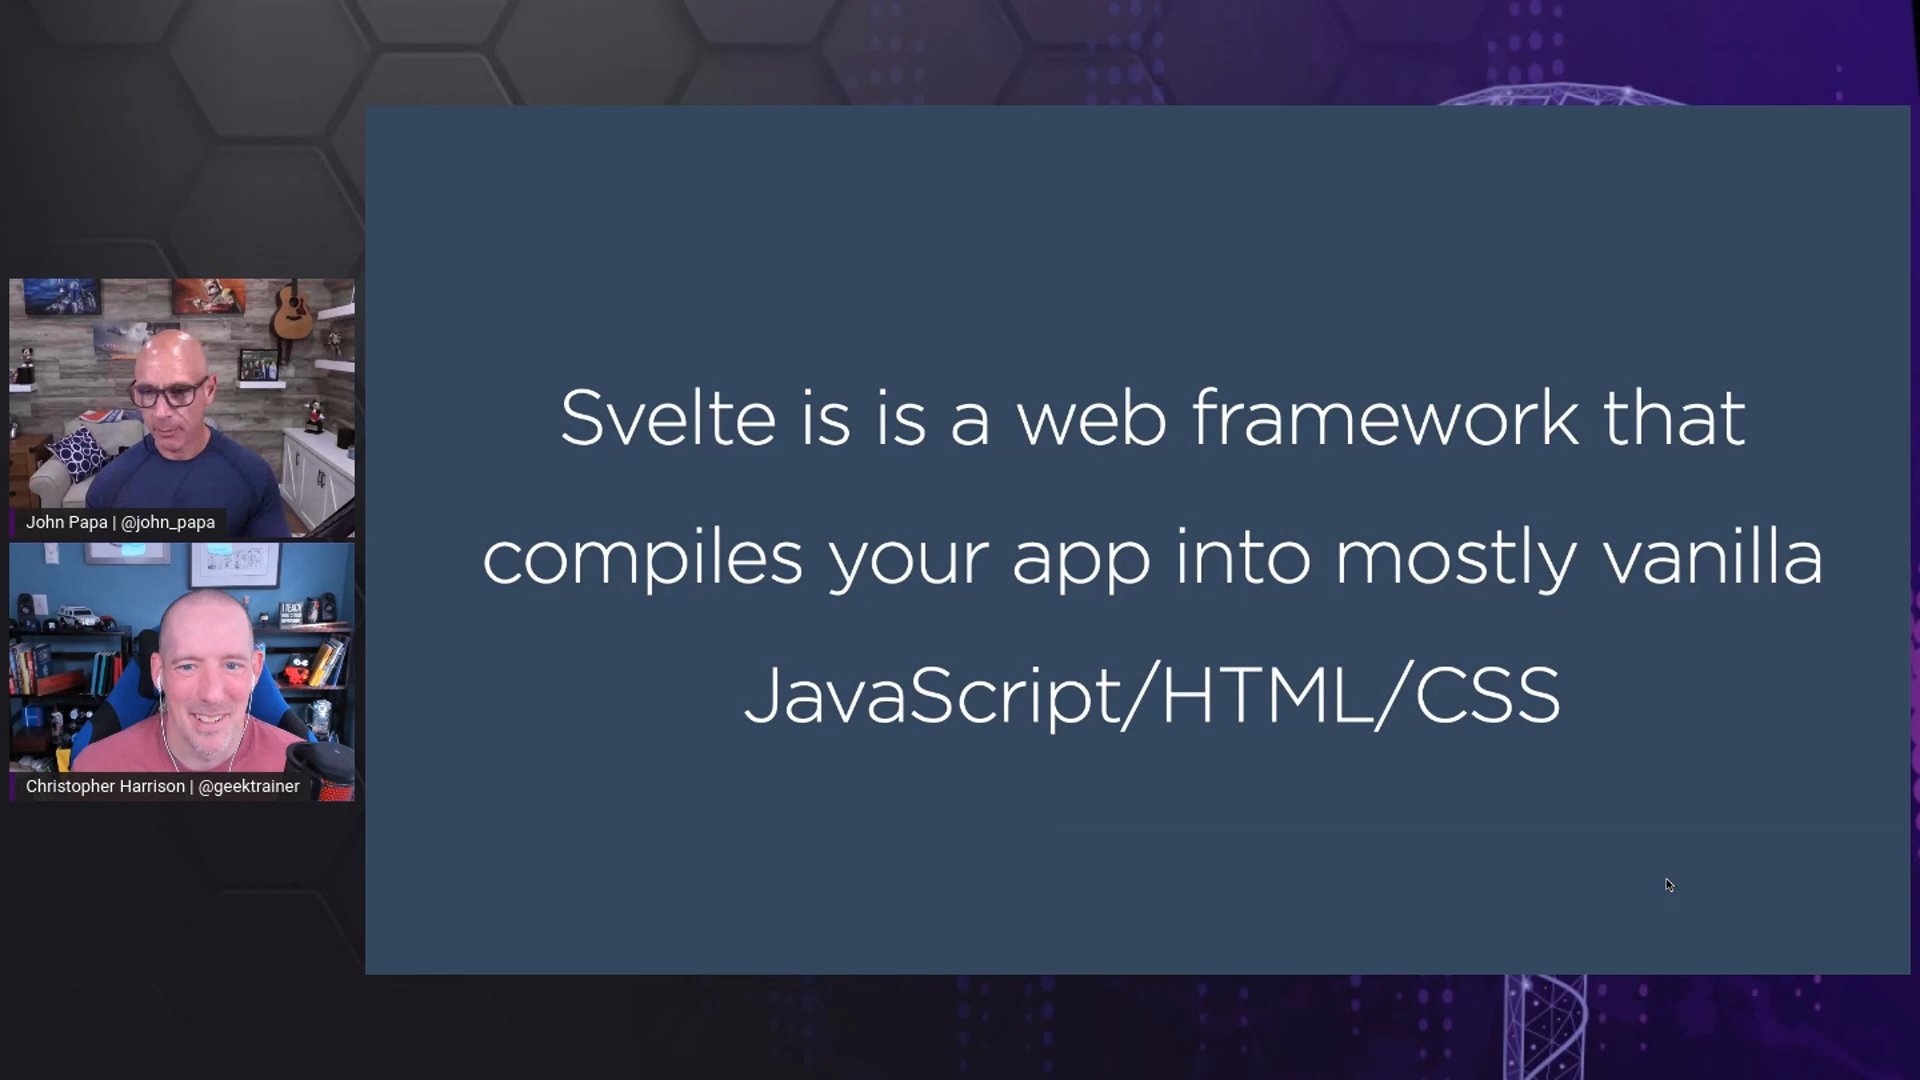 Svelte is is a web framework that
compiles your app into mostly vanilla
JavaScript/HTML/CSS
John Papa | @john_papa
I TEACH
Christopher Harrison | @geektrainer